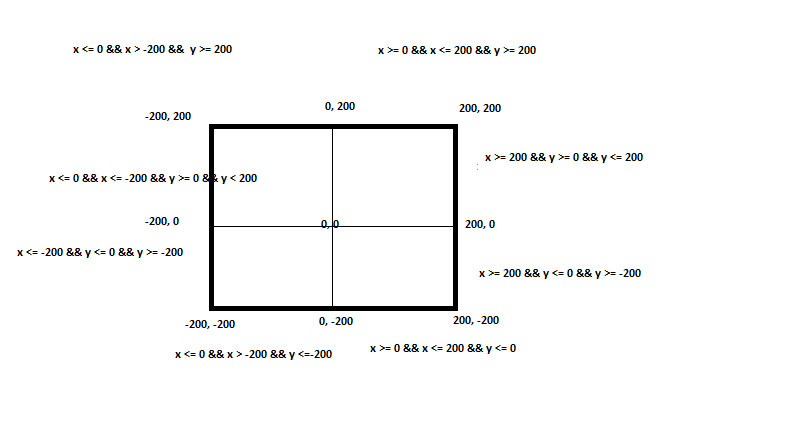 x <= 0 && x > -200 &&  y >= 200
x >= 0 && x <= 200 && y >= 200
0, 200
200, 200
-200, 200
x >= 200 && y >= 0 && y <= 200
x <= 0 && x <= -200 && y >= 0 && y < 200
-200, 0
0, 0
200, 0
x <= -200 && y <= 0 && y >= -200
x >= 200 && y <= 0 && y >= -200
-200, -200
0, -200
200, -200
x <= 0 && x > -200 && y <=-200
x >= 0 && x <= 200 && y <= 0